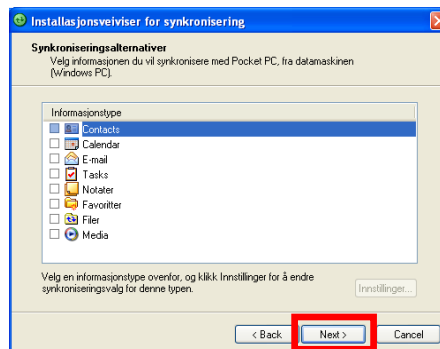 Installasjonsveiviser for synkronisering
Synkroniseringsalternativer
Velg informasjonen du vil synkronisere med Pocket PC, fra datamaskinen
(Windows PC).
Informasjonstype
Contacts
Calendar
E-mail
Tasks
Notater
Favoritter
Filer
Media
Velg en informasjonstype ovenfor, og klikk Innstillinger for å endre
synkroniseringsvalg for denne typen.
Innstillinger...
< Back
Next >
Cancel